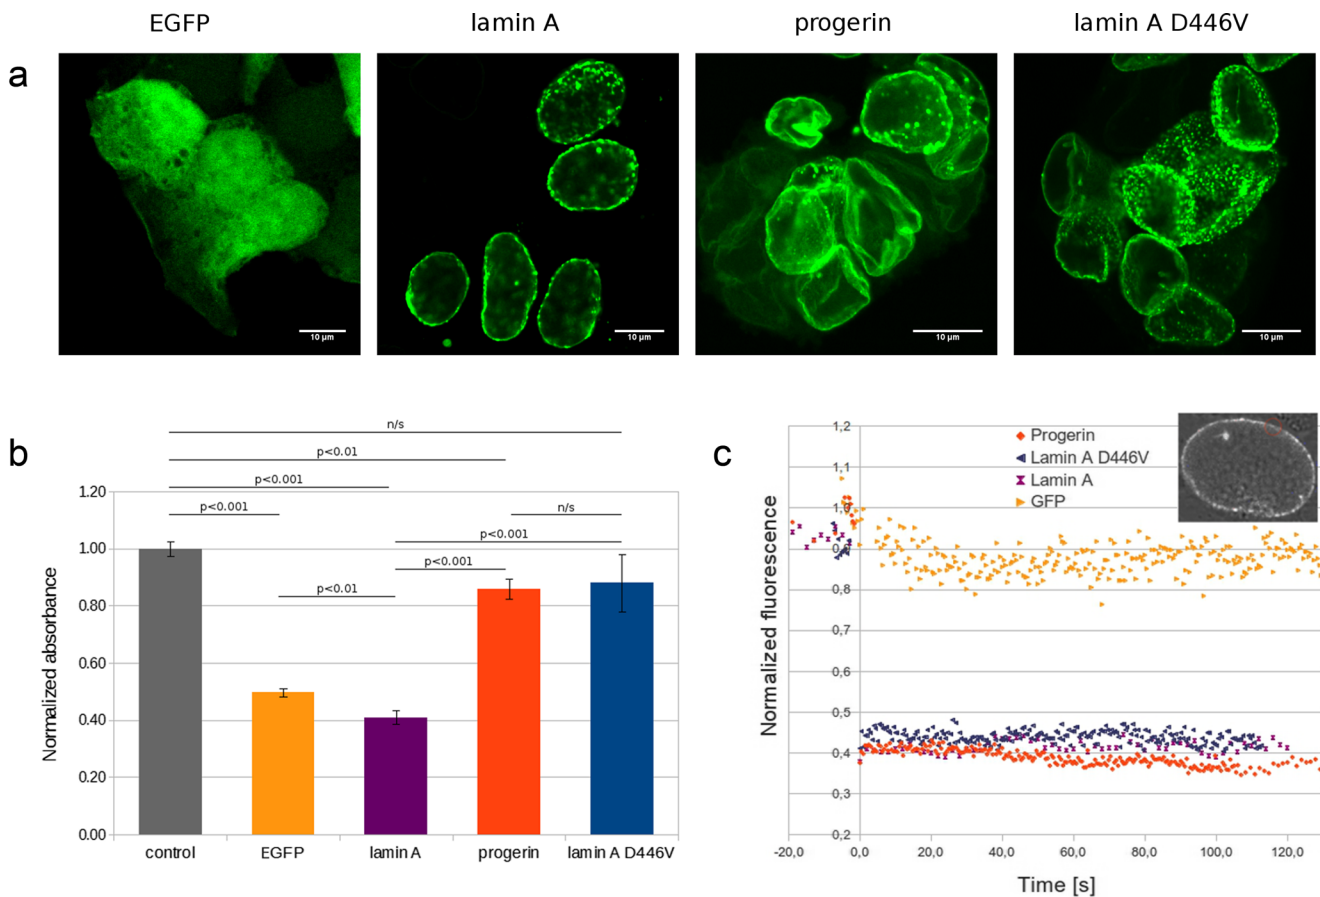 EGFP lamin A progerin lamin A D446V
a
10 µm 10 µm 10 µm 10 µm
b
n/s
p<0.01
p<0.001
p<0.001
n/s
p<0.001
p<0.001
p<0.01
Normalized absorbance
1.20
1.00
0.80
0.60
0.40
0.20
0.00
control EGFP lamin A progerin lamin A D446V
c
Progerin
Lamin A D446V
Lamin A
GFP
Normalized fluorescence
1,2
1,1
1,0
0,9
0,8
0,7
0,6
0,5
0,4
0,3
0,2
-20,0 0,0 20,0 40,0 60,0 80,0 100,0 120,0
Time [s]